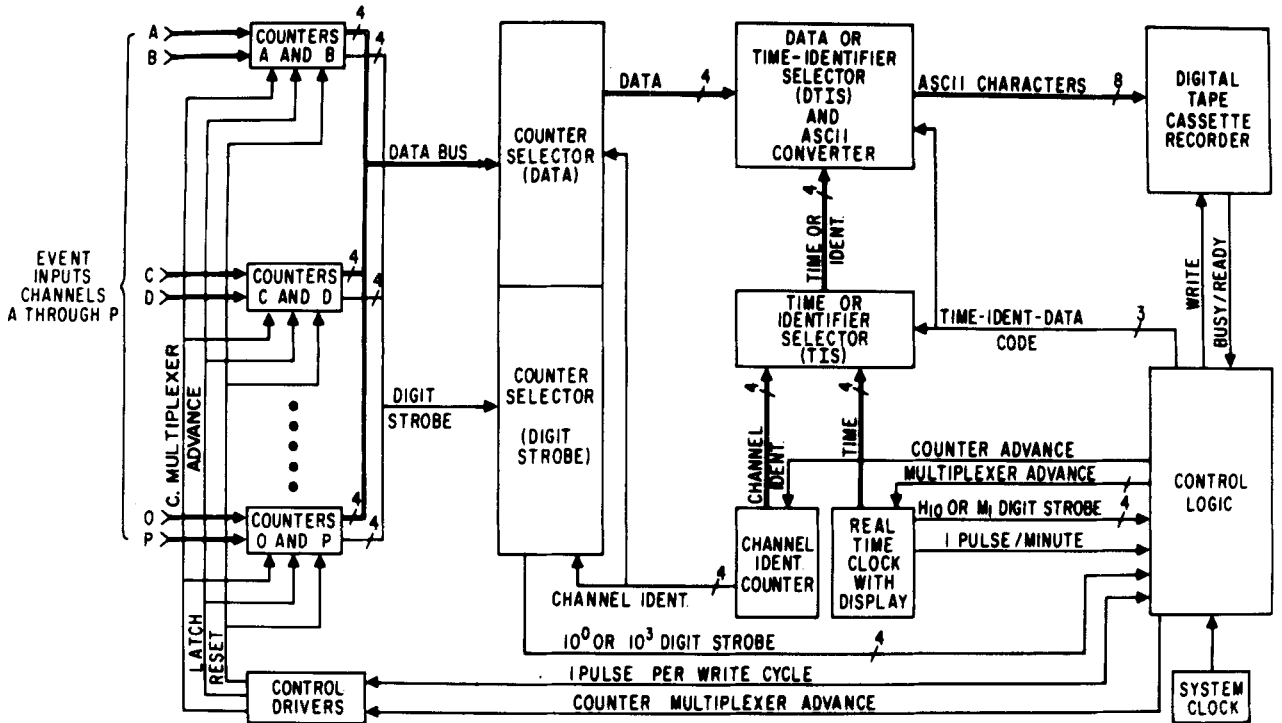 A
B
COUNTERS
A AND B
4
4
DATA BUS
EVENT
INPUTS
CHANNELS
A THROUGH P
C
D
COUNTERS
C AND D
4
4
C. MULTIPLEXER
ADVANCE
DIGIT
STROBE
O
P
COUNTERS
O AND P
4
4
LATCH
RESET
CONTROL
DRIVERS
COUNTER
SELECTOR
(DATA)
COUNTER
SELECTOR
(DIGIT
STROBE)
DATA
4
DATA OR
TIME-IDENTIFIER
SELECTOR
(DTIS)
AND
ASCII
CONVERTER
ASCII CHARACTERS
8
DIGITAL
TAPE
CASSETTE
RECORDER
4
TIME OR
IDENT.
WRITE
BUSY/READY
TIME OR
IDENTIFIER
SELECTOR
(TIS)
TIME-IDENT-DATA
CODE
3
4
4
CHANNEL
IDENT.
TIME
COUNTER ADVANCE
MULTIPLEXER ADVANCE
H10 OR M1 DIGIT STROBE
4
1 PULSE/MINUTE
CONTROL
LOGIC
CHANNEL
IDENT.
COUNTER
REAL
TIME
CLOCK
WITH
DISPLAY
CHANNEL IDENT.
4
10⁰ OR 10³ DIGIT STROBE
4
1 PULSE PER WRITE CYCLE
COUNTER MULTIPLEXER ADVANCE
SYSTEM
CLOCK